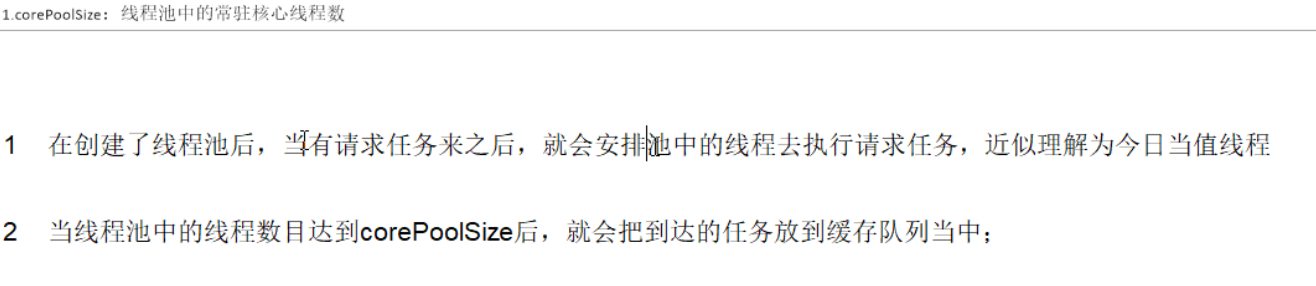 1.corePoolSize：线程池中的常驻核心线程数
1 在创建了线程池后，当有请求任务来之后，就会安排池中的线程去执行请求任务，近似理解为今日当值线程
2 当线程池中的线程数目达到corePoolSize后，就会把到达的任务放到缓存队列当中；